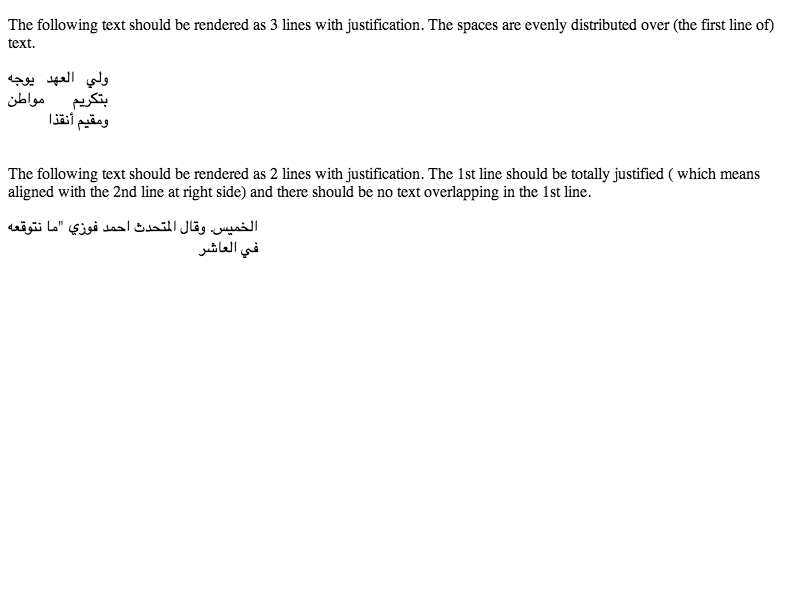 The following text should be rendered as 3 lines with justification. The spaces are evenly distributed over (the first line of)
text.
ولي العهد يوجه
بتكريم مواطن
ومقيم أنقذا
The following text should be rendered as 2 lines with justification. The 1st line should be totally justified ( which means
aligned with the 2nd line at right side) and there should be no text overlapping in the 1st line.
الخميس. وقال المتحدث احمد فوزي "ما نتوقعه
في العاشر